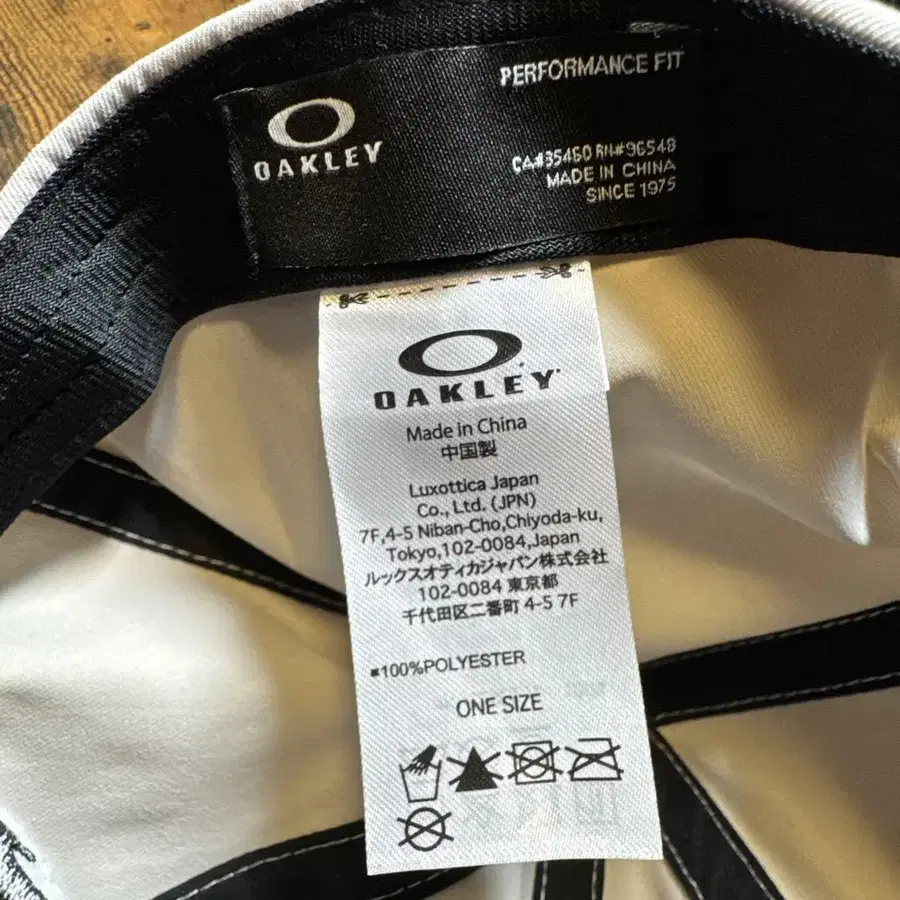 PERFORMANCE FIT
OAKLEY
CA#35460 RN#96548
MADE IN CHINA
SINCE 1975
OAKLEY
Made in China
中国製
Luxottica Japan
Co., Ltd. (JPN)
7F,4-5 Niban-Cho,Chiyoda-ku,
Tokyo,102-0084,Japan
ルックスオティカジャパン株式会社
102-0084 東京都
千代田区二番町 4-5 7F
■100%POLYESTER
ONE SIZE